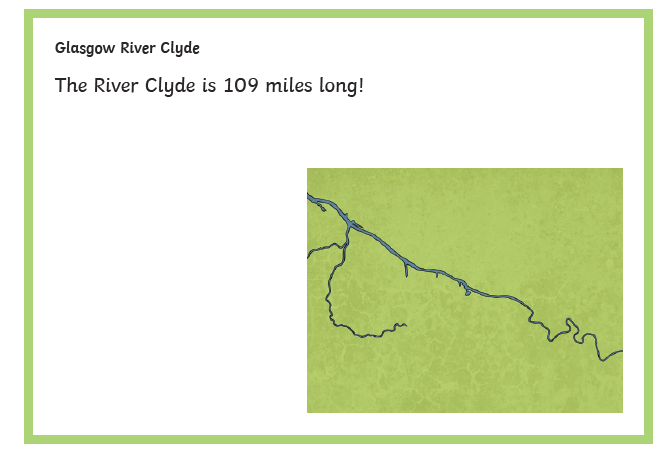 Glasgow River Clyde
The River Clyde is 109 miles long!